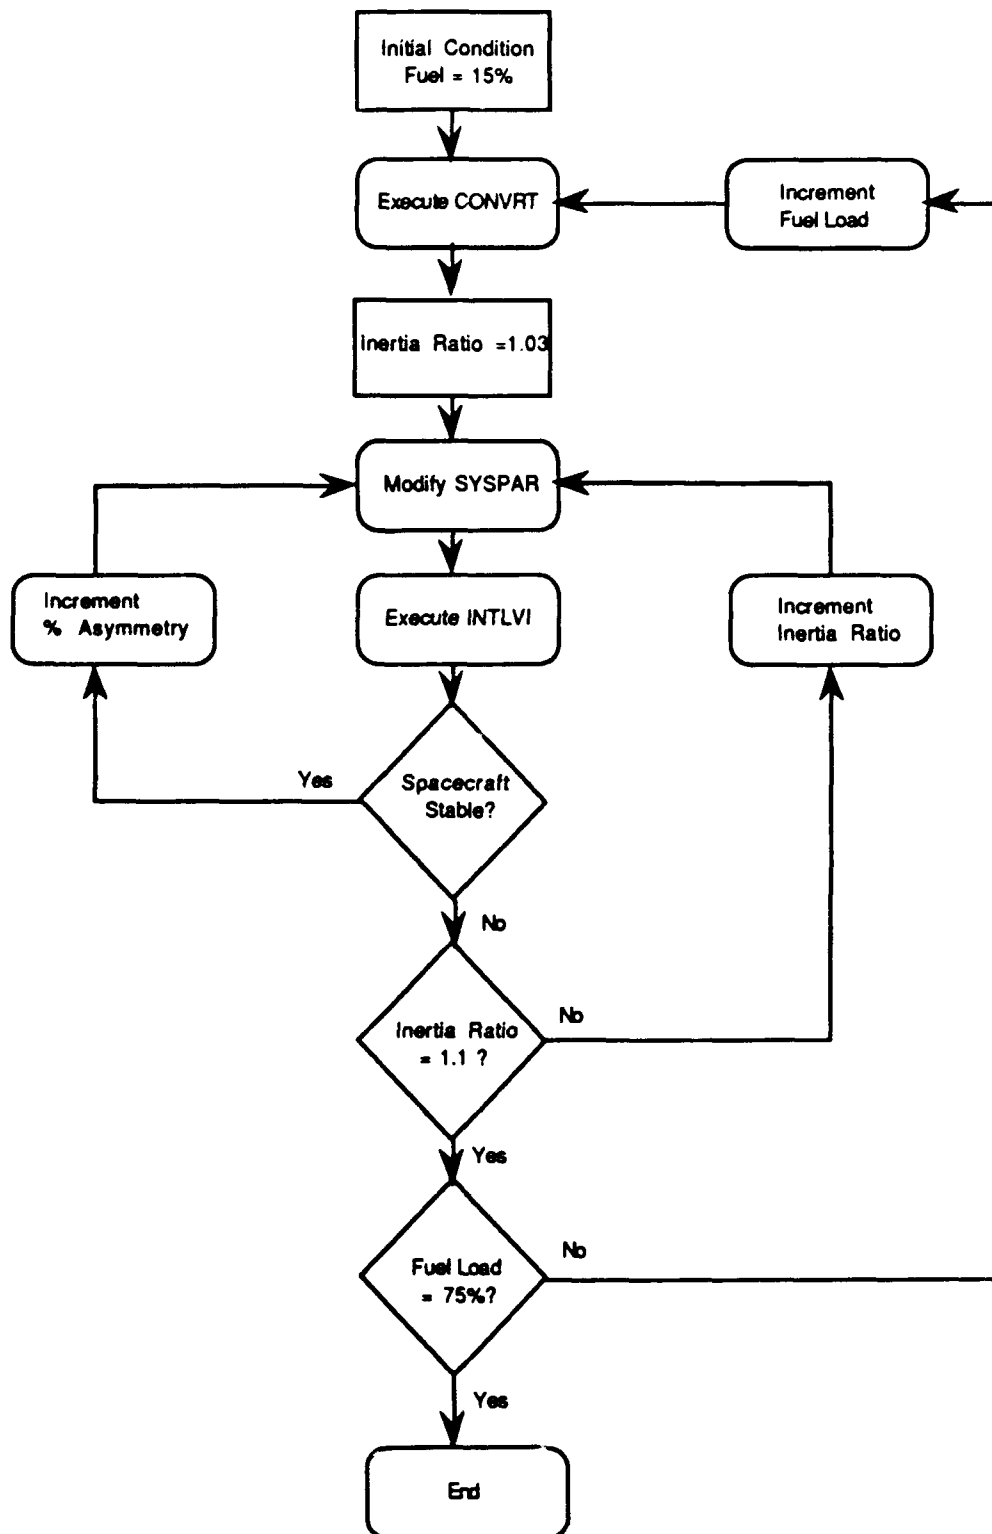 Initial Condition
Fuel = 15%
Execute CONVRT
Increment
Fuel Load
Inertia Ratio =1.03
Modify SYSPAR
Increment
% Asymmetry
Execute INTLVI
Increment
Inertia Ratio
Yes
Spacecraft
Stable?
No
Inertia Ratio
= 1.1 ?
No
Yes
Fuel Load
= 75%?
No
Yes
End